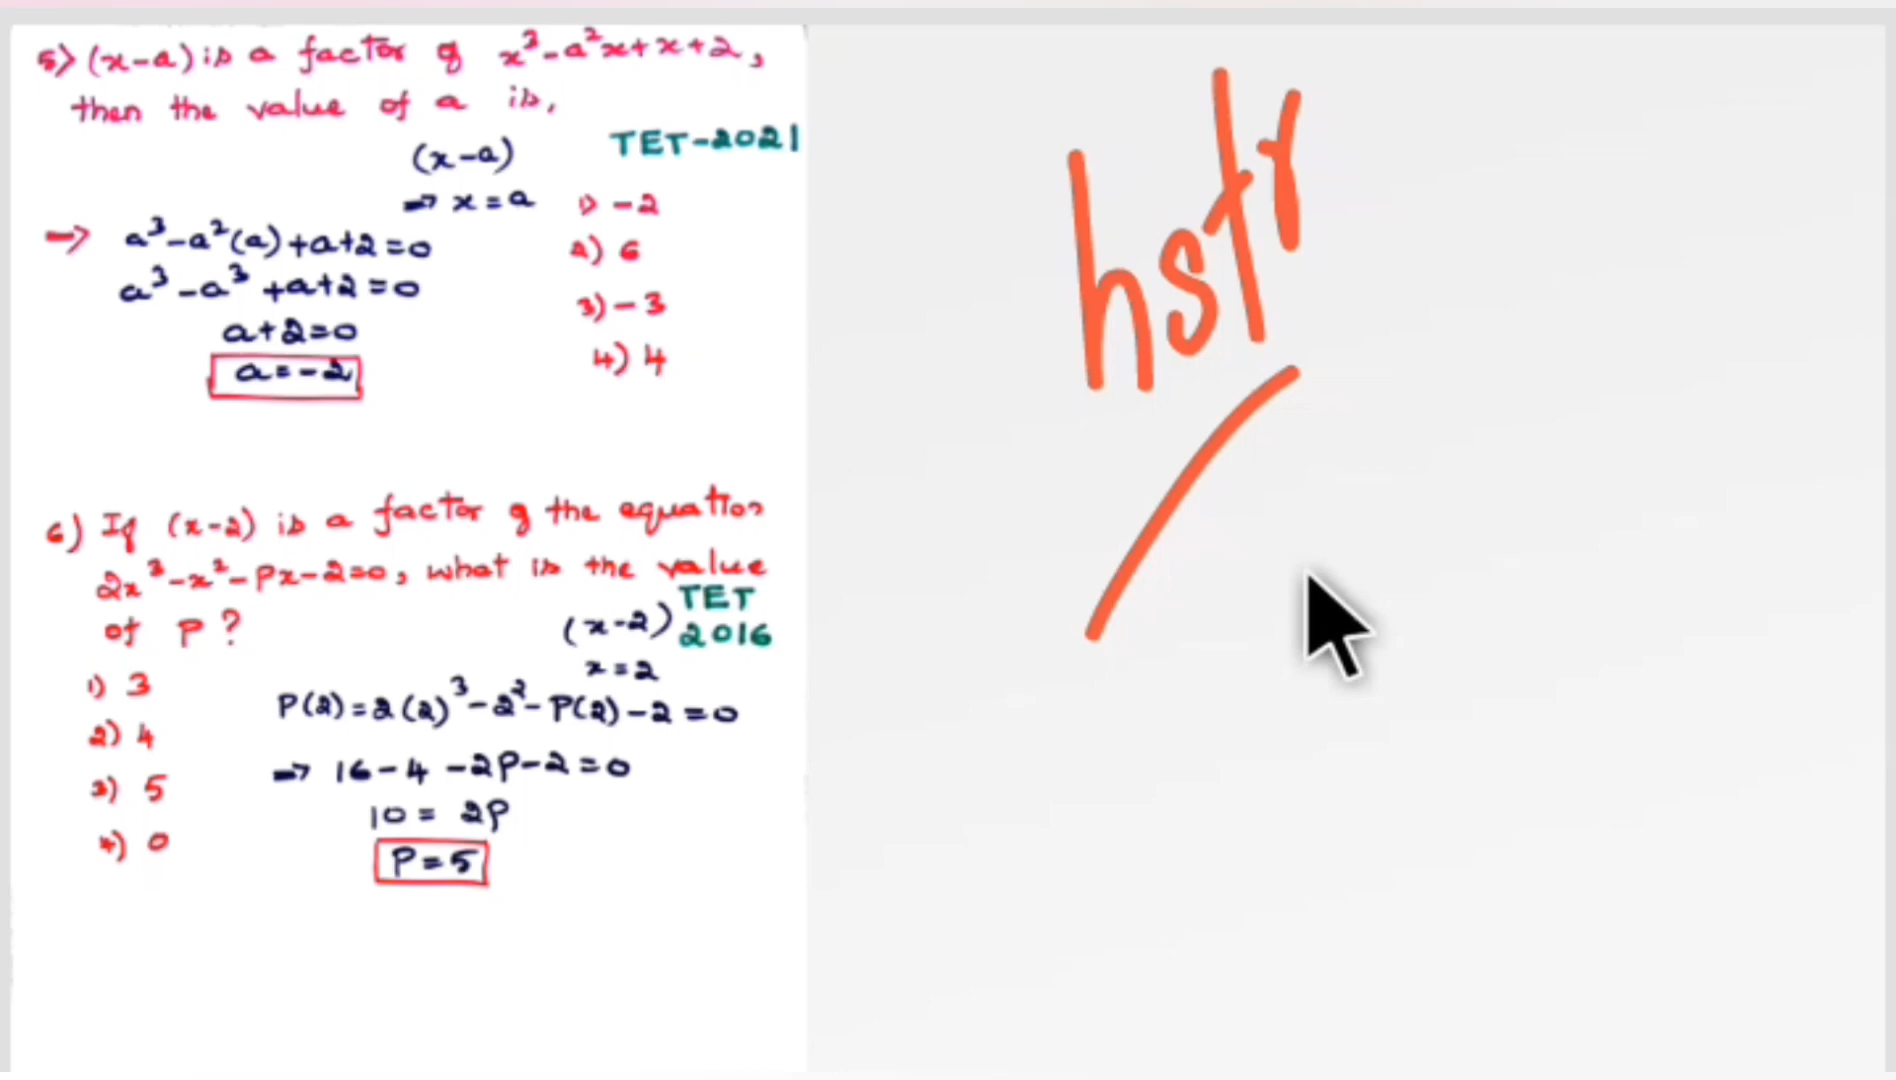 5) (x-a) is a factor of x³-a²x+x+2,
then the value of a is,
TET-2021
(x-a)
→ x=a
1) -2
2) 6
3) -3
4) 4
→ a³-a²(a)+a+2=0
a³-a³+a+2=0
a+2=0
a=-2
6) If (x-2) is a factor of the equation
2x³-x²-Px-2=0, what is the value
of P?
TET
2016
(x-2)
x=2
1) 3
2) 4
3) 5
4) 0
P(2)=2(2)³-2²-P(2)-2=0
→ 16-4-2P-2=0
10=2P
P=5
hstr